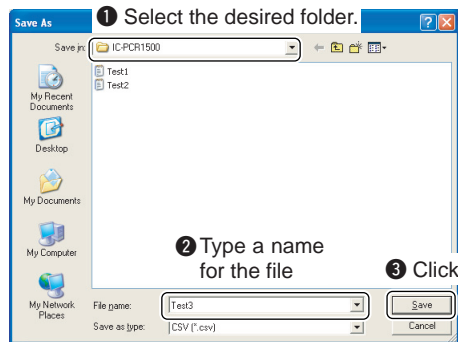 ❶ Select the desired folder.
Save As
Save in: IC-PCR1500
Test1
Test2
My Recent
Documents
Desktop
My Documents
My Computer
My Network
Places
❷ Type a name
for the file
❸ Click
File name: Test3 Save
Save as type: CSV (*.csv) Cancel